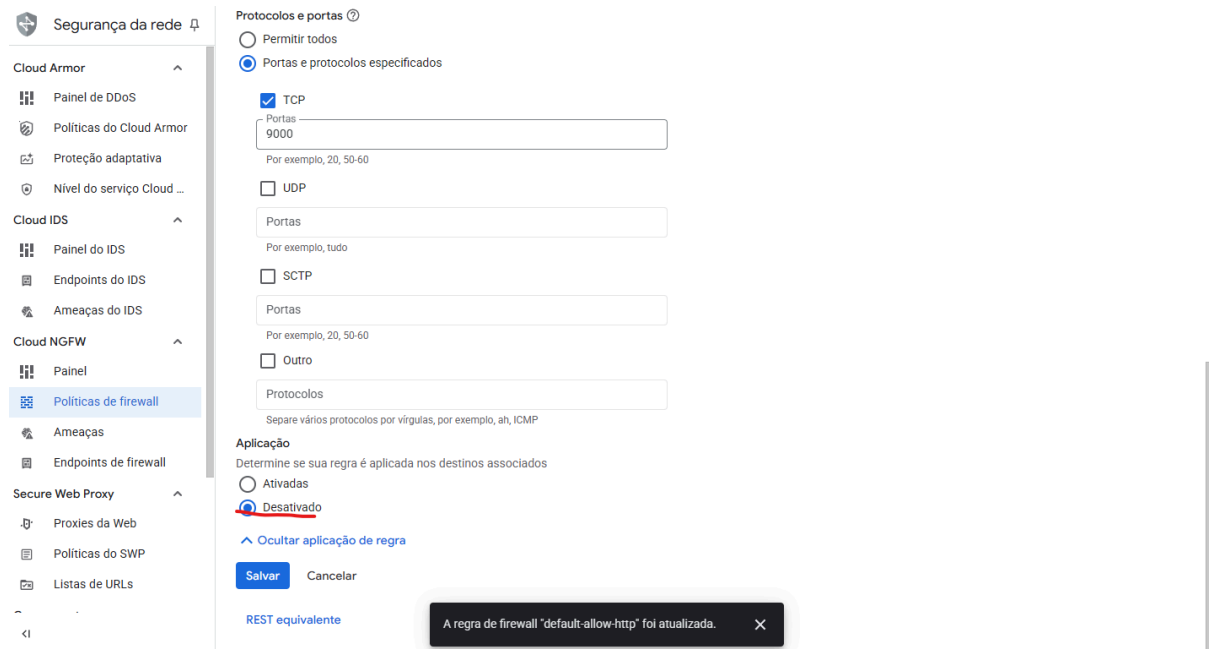 Segurança da rede
Cloud Armor
Painel de DDoS
Políticas do Cloud Armor
Proteção adaptativa
Nível do serviço Cloud ...
Cloud IDS
Painel do IDS
Endpoints do IDS
Ameaças do IDS
Cloud NGFW
Painel
Políticas de firewall
Ameaças
Endpoints de firewall
Secure Web Proxy
Proxies da Web
Políticas do SWP
Listas de URLs
Protocolos e portas
Permitir todos
Portas e protocolos especificados
TCP
Portas
9000
Por exemplo, 20, 50-60
UDP
Portas
Por exemplo, tudo
SCTP
Portas
Por exemplo, 20, 50-60
Outro
Protocolos
Separe vários protocolos por vírgulas, por exemplo, ah, ICMP
Aplicação
Determine se sua regra é aplicada nos destinos associados
Ativadas
Desativado
Ocultar aplicação de regra
Salvar Cancelar
REST equivalente
A regra de firewall "default-allow-http" foi atualizada.